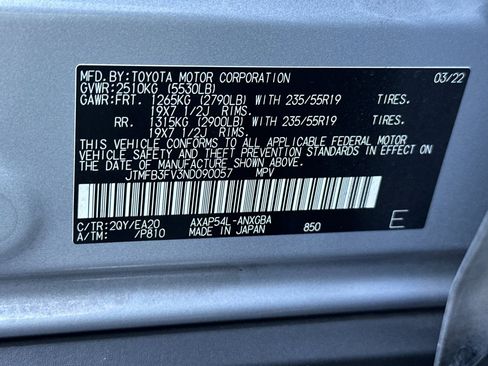 MFD.BY:TOYOTA MOTOR CORPORATION 03/22
GVWR:2510KG (5530LB)
GAWR:FRT. 1265KG (2790LB) WITH 235/55R19 TIRES.
19X7 1/2J RIMS.
RR. 1315KG (2900LB) WITH 235/55R19 TIRES.
19X7 1/2J RIMS.
THIS VEHICLE CONFORMS TO ALL APPLICABLE FEDERAL MOTOR
VEHICLE SAFETY AND THEFT PREVENTION STANDARDS IN EFFECT
ON THE DATE OF MANUFACTURE SHOWN ABOVE.
JTMFB3FV3ND090057 MPV
C/TR:2QY/EA20 AXAP54L-ANXGBA
A/TM: /P810 MADE IN JAPAN 850 E